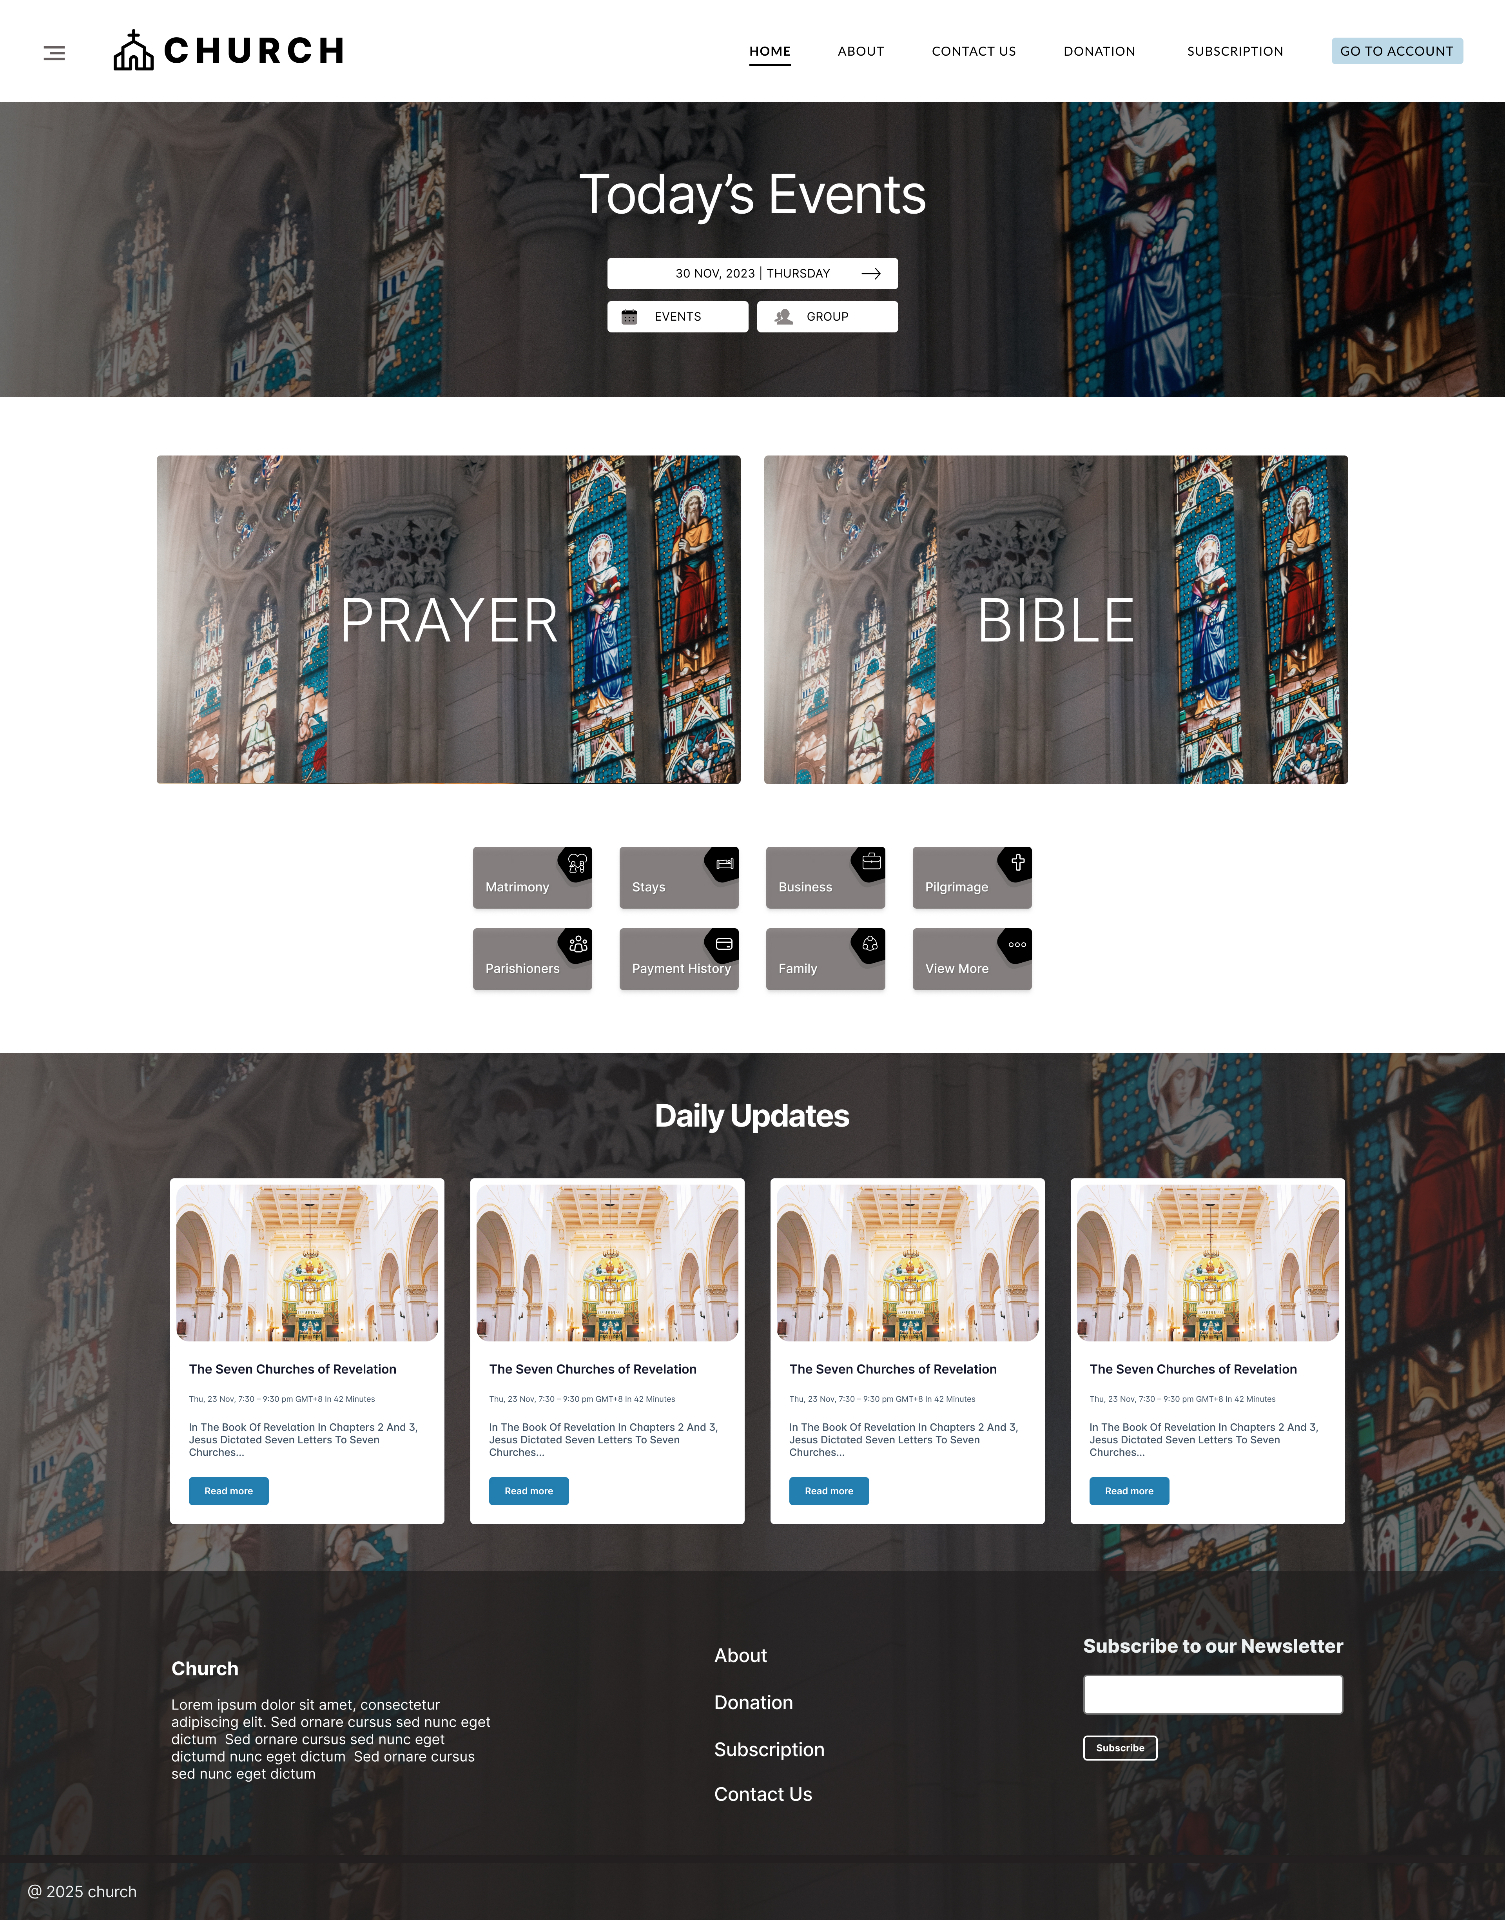 CHURCH
HOME
ABOUT
CONTACT US
DONATION
SUBSCRIPTION
GO TO ACCOUNT
Today's Events
30 NOV, 2023 | THURSDAY
EVENTS
GROUP
PRAYER
BIBLE
Matrimony
Stays
Business
Pilgrimage
Parishioners
Payment History
Family
View More
Daily Updates
The Seven Churches of Revelation
Thu, 23 Nov, 7:30 - 9:30 pm GMT+8 In 42 Minutes
In The Book Of Revelation In Chapters 2 And 3,
Jesus Dictated Seven Letters To Seven
Churches...
Read more
The Seven Churches of Revelation
Thu, 23 Nov, 7:30 - 9:30 pm GMT+8 In 42 Minutes
In The Book Of Revelation In Chapters 2 And 3,
Jesus Dictated Seven Letters To Seven
Churches...
Read more
The Seven Churches of Revelation
Thu, 23 Nov, 7:30 - 9:30 pm GMT+8 In 42 Minutes
In The Book Of Revelation In Chapters 2 And 3,
Jesus Dictated Seven Letters To Seven
Churches...
Read more
The Seven Churches of Revelation
Thu, 23 Nov, 7:30 - 9:30 pm GMT+8 In 42 Minutes
In The Book Of Revelation In Chapters 2 And 3,
Jesus Dictated Seven Letters To Seven
Churches...
Read more
Church
Lorem ipsum dolor sit amet, consectetur
adipiscing elit. Sed ornare cursus sed nunc eget
dictum  Sed ornare cursus sed nunc eget
dictumd nunc eget dictum  Sed ornare cursus
sed nunc eget dictum
About
Donation
Subscription
Contact Us
Subscribe to our Newsletter
Subscribe
@ 2025 church